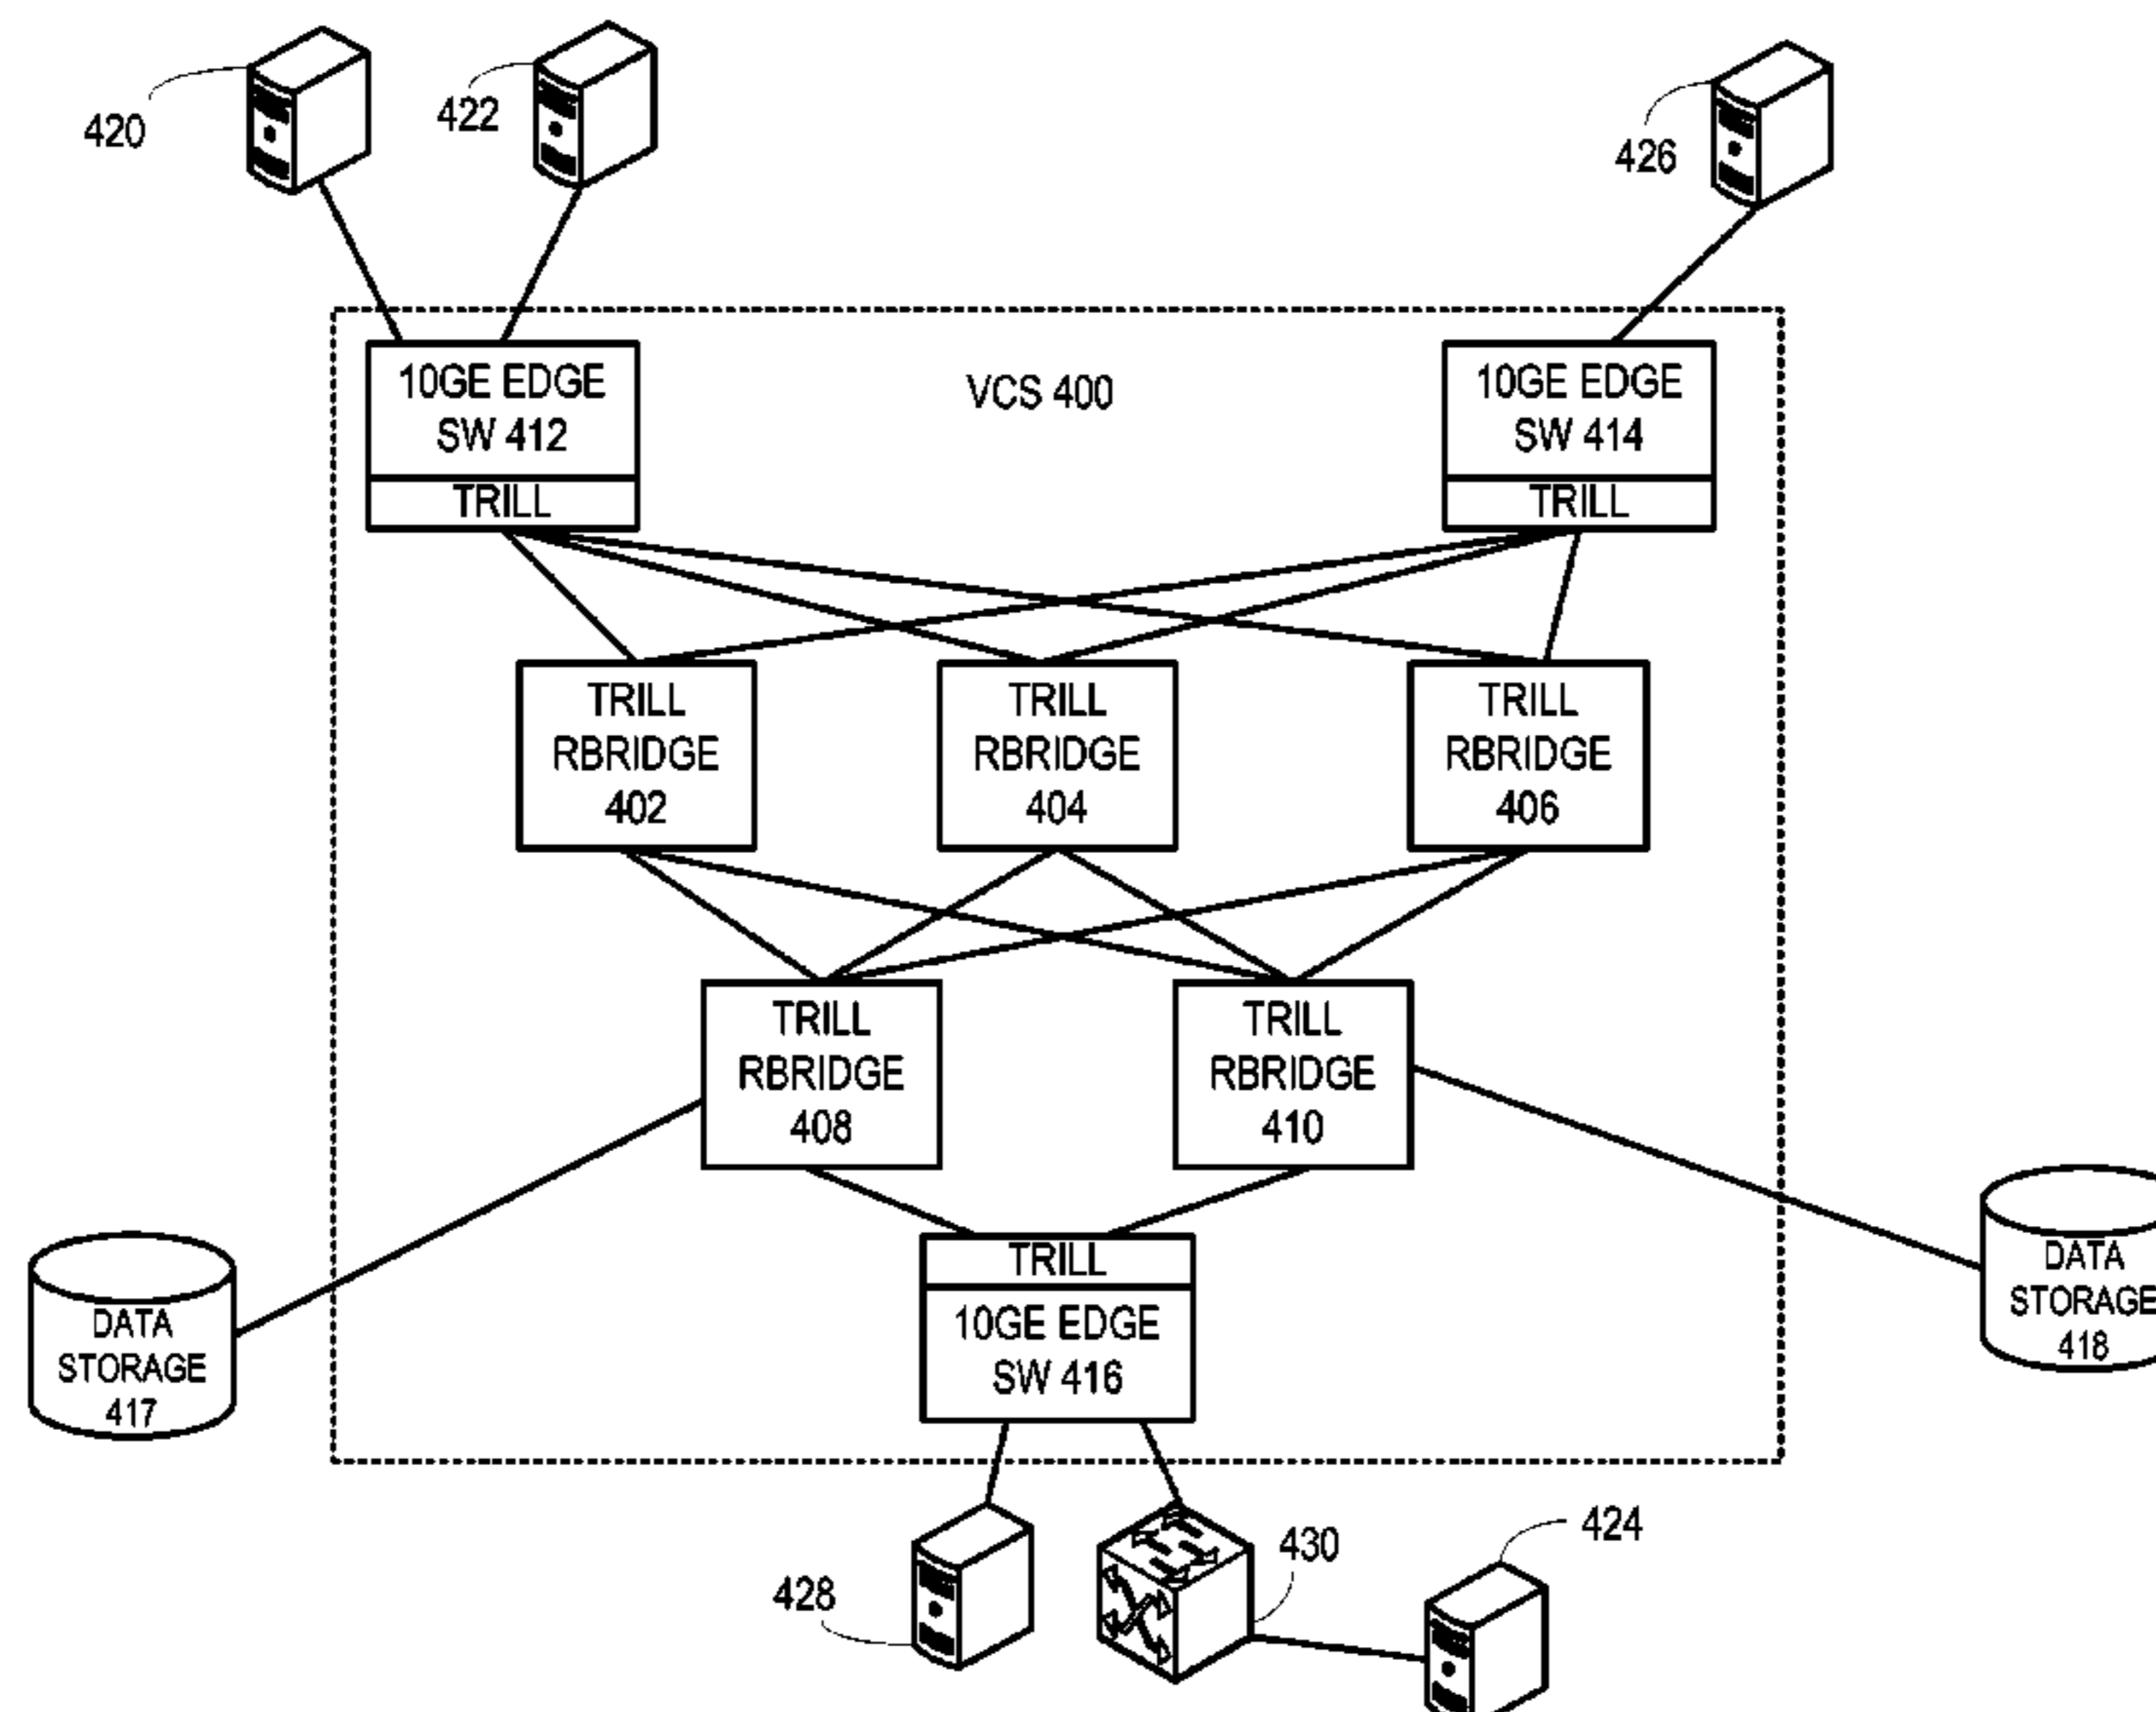 420
422
426
10GE EDGE
SW 412
TRILL
VCS 400
10GE EDGE
SW 414
TRILL
TRILL
RBRIDGE
402
TRILL
RBRIDGE
404
TRILL
RBRIDGE
406
TRILL
RBRIDGE
408
TRILL
RBRIDGE
410
DATA
STORAGE
417
TRILL
10GE EDGE
SW 416
DATA
STORAGE
418
428
430
424